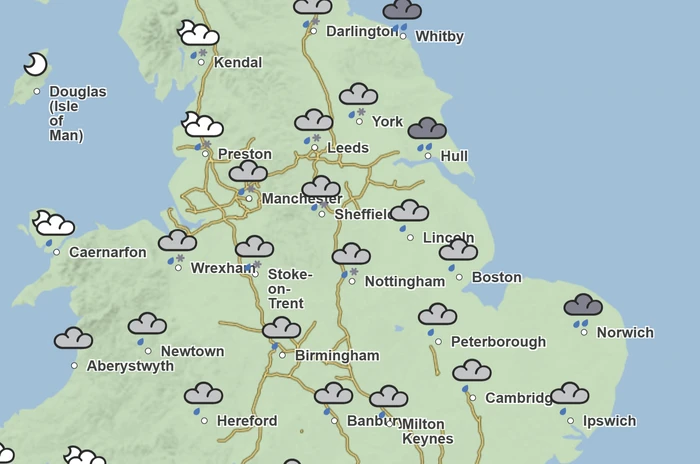 Darlington
Whitby
Kendal
Douglas
(Isle
of
Man)
York
Leeds
Preston
Hull
Manchester
Sheffield
Lincoln
Caernarfon
Wrexham
Stoke-
on-
Trent
Nottingham
Boston
Norwich
Newtown
Peterborough
Birmingham
Aberystwyth
Cambridg
Hereford
Banbury
Milton
Keynes
Ipswich